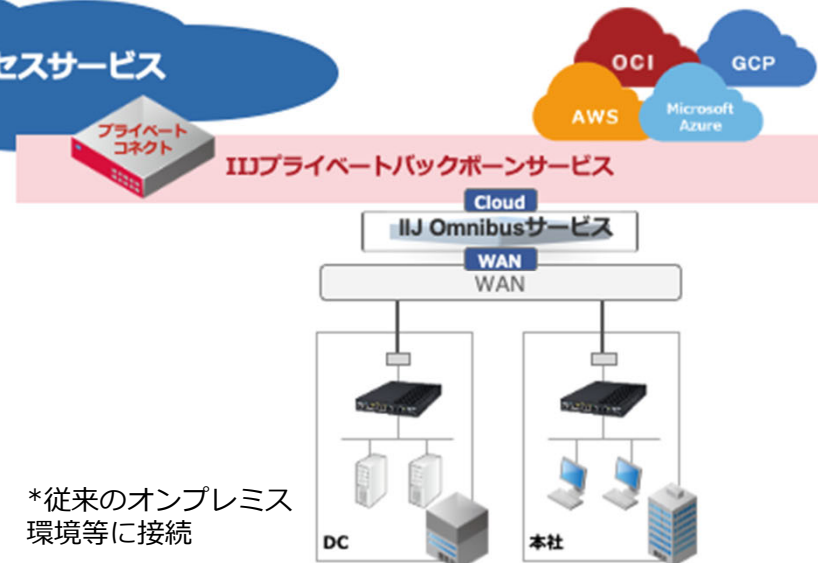 セスサービス
OCI
GCP
AWS
Microsoft
Azure
プライベート
コネクト
IIJプライベートバックボーンサービス
Cloud
IIJ Omnibusサービス
WAN
WAN
*従来のオンプレミス
環境等に接続
DC
本社